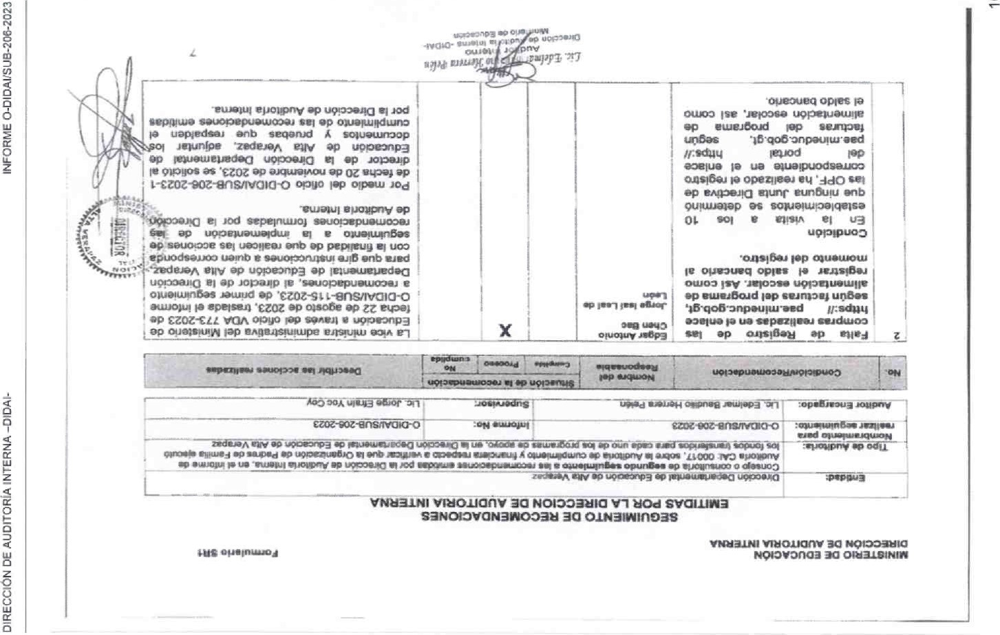 DIRECCIÓN DE AUDITORÍA INTERNA –DIDAI-
INFORME O-DIDAI/SUB-206-2023
MINISTERIO DE EDUCACIÓN
DIRECCIÓN DE AUDITORIA INTERNA
Formulario SR1
SEGUIMIENTO DE RECOMENDACIONES
EMITIDAS POR LA DIRECCION DE AUDITORIA INTERNA
Entidad:
Dirección Departamental de Educación de Alta Verapaz
Tipo de Auditoría:
Consejo o consultoría de segundo seguimiento a las recomendaciones emitidas por la Dirección de Auditoría Interna, en el informe de
Auditoría CAI: 00017, sobre la Auditoría de cumplimiento y financiera respecto a verificar que la Organización de Padres de Familia ejecutó
los fondos transferidos para cada uno de los programas de apoyo, en la Dirección Departamental de Educación de Alta Verapaz
Nombramiento para
realizar seguimiento:
O-DIDAI/SUB-206-2023
Informe No:
O-DIDAI/SUB-206-2023
Auditor Encargado:
Lic. Edelmar Baudilio Herrera Pelén
Supervisor:
Lic. Jorge Efraín Yoc Coy
No.
Condición/Recomendación
Nombre del
Responsable
Situación de la recomendación
Cumplida
Proceso
No
cumplida
Describir las acciones realizadas
2
Falta de Registro de las
compras realizadas en el enlace
https:// pae.mineduc.gob.gt,
según facturas del programa de
alimentación escolar. Así como
registrar el saldo bancario al
momento del registro.
Condición
En la visita a los 10
establecimientos se determinó
que ninguna Junta Directiva de
las OPF, ha realizado el registro
correspondiente en el enlace
del portal https://
pae.mineduc.gob.gt, según
facturas del programa de
alimentación escolar, así como
el saldo bancario.
Edgar Antonio
Chen Bac
Jorge Isaí Leal de
León
X
La vice ministra administrativa del Ministerio de
Educación a través del oficio VDA 773-2023 de
fecha 22 de agosto de 2023, traslada el informe
O-DIDAI/SUB-115-2023, de primer seguimiento
a recomendaciones, al director de la Dirección
Departamental de Educación de Alta Verapaz,
para que gire instrucciones a quien corresponda
con la finalidad de que realicen las acciones de
seguimiento a la implementación de las
recomendaciones formuladas por la Dirección
de Auditoria Interna.
Por medio del oficio O-DIDAI/SUB-206-2023-1
de fecha 20 de noviembre de 2023, se solicitó al
director de la Dirección Departamental de
Educación de Alta Verapaz, adjuntar los
documentos y pruebas que respalden el
cumplimiento de las recomendaciones emitidas
por la Dirección de Auditoría Interna.
DIRECTOR
ALTA VERAPAZ
Lic. Edelmar Baudilio Herrera Pelén
Auditor Interno
Dirección de Auditoría Interna -DIDAI-
Ministerio de Educación
7